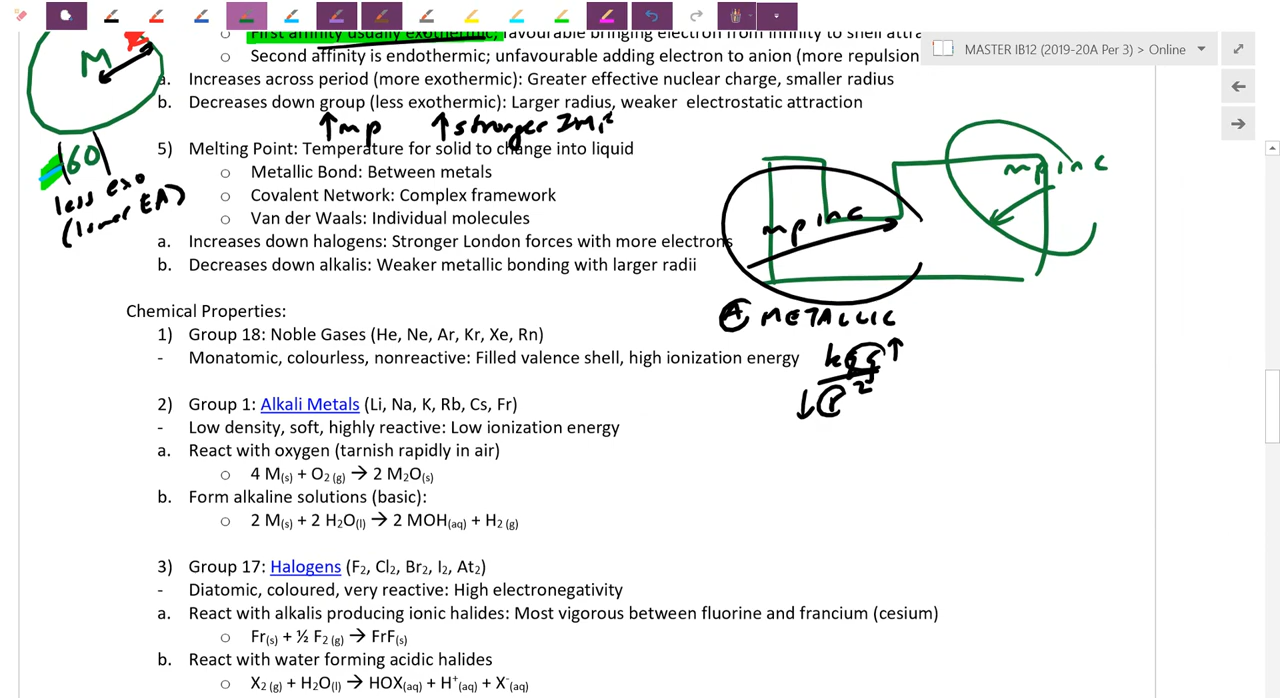 First affinity usually exothermic; favourable bringing electron from infinity to shell attra
MASTER IB12 (2019-20A Per 3) > Online
○ Second affinity is endothermic; unfavourable adding electron to anion (more repulsion
M
a. Increases across period (more exothermic): Greater effective nuclear charge, smaller radius
b. Decreases down group (less exothermic): Larger radius, weaker electrostatic attraction
↑mp ↑stronger IMF
5) Melting Point: Temperature for solid to change into liquid
○ Metallic Bond: Between metals
○ Covalent Network: Complex framework
○ Van der Waals: Individual molecules
a. Increases down halogens: Stronger London forces with more electrons
b. Decreases down alkalis: Weaker metallic bonding with larger radii
60
less exo
(lower EA)
mp inc
mp inc
METALLIC
Chemical Properties:
1) Group 18: Noble Gases (He, Ne, Ar, Kr, Xe, Rn)
- Monatomic, colourless, nonreactive: Filled valence shell, high ionization energy
2) Group 1: Alkali Metals (Li, Na, K, Rb, Cs, Fr)
- Low density, soft, highly reactive: Low ionization energy
a. React with oxygen (tarnish rapidly in air)
○ 4 M(s) + O2 (g) → 2 M2O(s)
b. Form alkaline solutions (basic):
○ 2 M(s) + 2 H2O(l) → 2 MOH(aq) + H2 (g)
3) Group 17: Halogens (F2, Cl2, Br2, I2, At2)
- Diatomic, coloured, very reactive: High electronegativity
a. React with alkalis producing ionic halides: Most vigorous between fluorine and francium (cesium)
○ Fr(s) + ½ F2 (g) → FrF(s)
b. React with water forming acidic halides
○ X2 (g) + H2O(l) → HOX(aq) + H⁺(aq) + X⁻(aq)